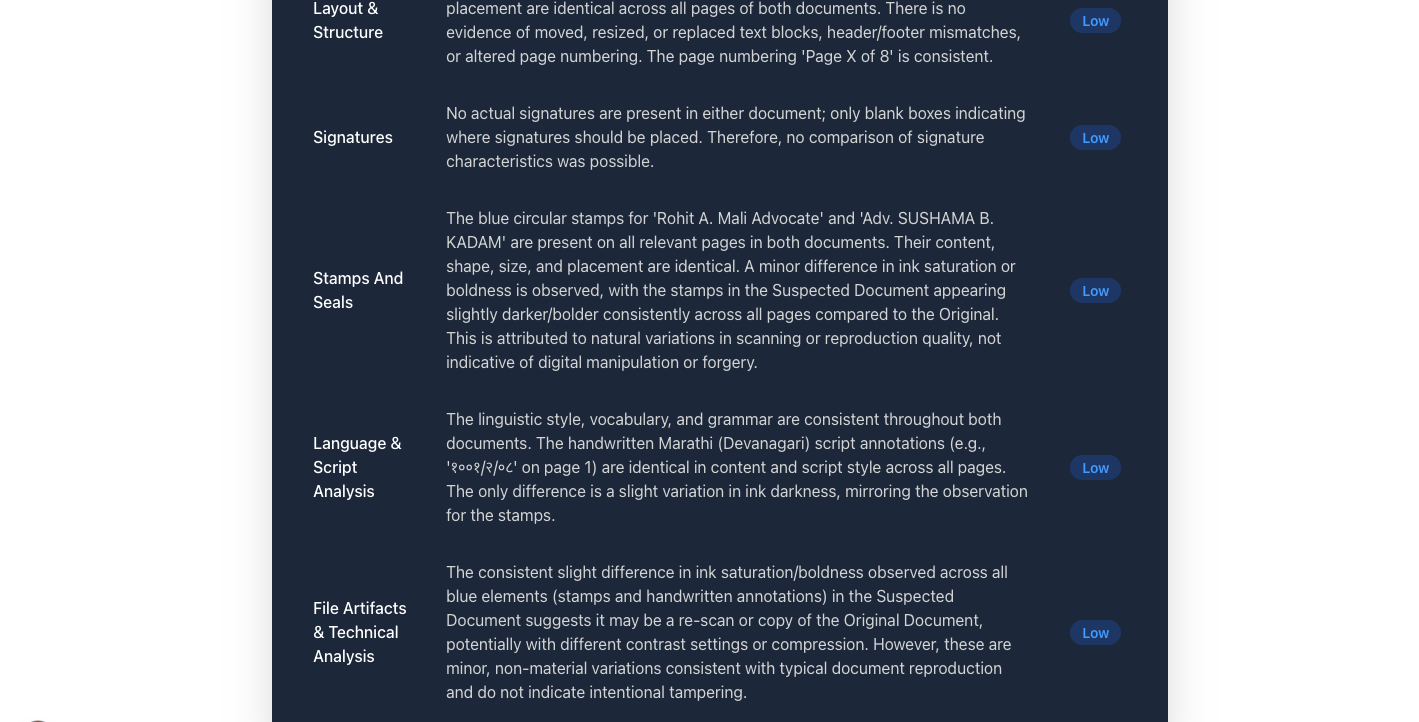 Layout &
Structure
placement are identical across all pages of both documents. There is no
evidence of moved, resized, or replaced text blocks, header/footer mismatches,
or altered page numbering. The page numbering 'Page X of 8' is consistent.
Low
Signatures
No actual signatures are present in either document; only blank boxes indicating
where signatures should be placed. Therefore, no comparison of signature
characteristics was possible.
Low
Stamps And
Seals
The blue circular stamps for 'Rohit A. Mali Advocate' and 'Adv. SUSHAMA B.
KADAM' are present on all relevant pages in both documents. Their content,
shape, size, and placement are identical. A minor difference in ink saturation or
boldness is observed, with the stamps in the Suspected Document appearing
slightly darker/bolder consistently across all pages compared to the Original.
This is attributed to natural variations in scanning or reproduction quality, not
indicative of digital manipulation or forgery.
Low
Language &
Script
Analysis
The linguistic style, vocabulary, and grammar are consistent throughout both
documents. The handwritten Marathi (Devanagari) script annotations (e.g.,
'१००१/२/०८' on page 1) are identical in content and script style across all pages.
The only difference is a slight variation in ink darkness, mirroring the observation
for the stamps.
Low
File Artifacts
& Technical
Analysis
The consistent slight difference in ink saturation/boldness observed across all
blue elements (stamps and handwritten annotations) in the Suspected
Document suggests it may be a re-scan or copy of the Original Document,
potentially with different contrast settings or compression. However, these are
minor, non-material variations consistent with typical document reproduction
and do not indicate intentional tampering.
Low